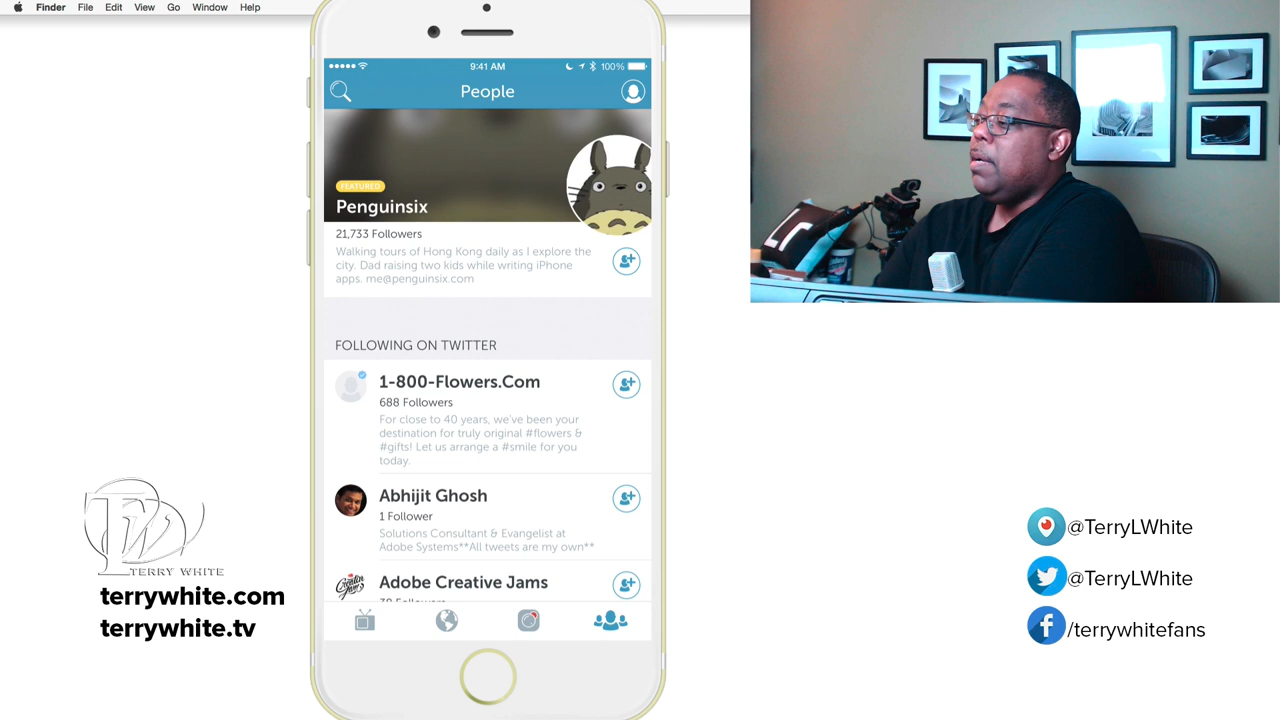 Finder File Edit View Go Window Help
9:41 AM 100%
People
FEATURED
Penguinsix
21,733 Followers
Walking tours of Hong Kong daily as I explore the
city. Dad raising two kids while writing iPhone
apps. me@penguinsix.com
FOLLOWING ON TWITTER
1-800-Flowers.Com
688 Followers
For close to 40 years, we've been your
destination for truly original #flowers &
#gifts! Let us arrange a #smile for you
today.
Abhijit Ghosh
1 Follower
Solutions Consultant & Evangelist at
Adobe Systems**All tweets are my own**
Adobe Creative Jams
TERRY WHITE
terrywhite.com
terrywhite.tv
@TerryLWhite
@TerryLWhite
/terrywhitefans